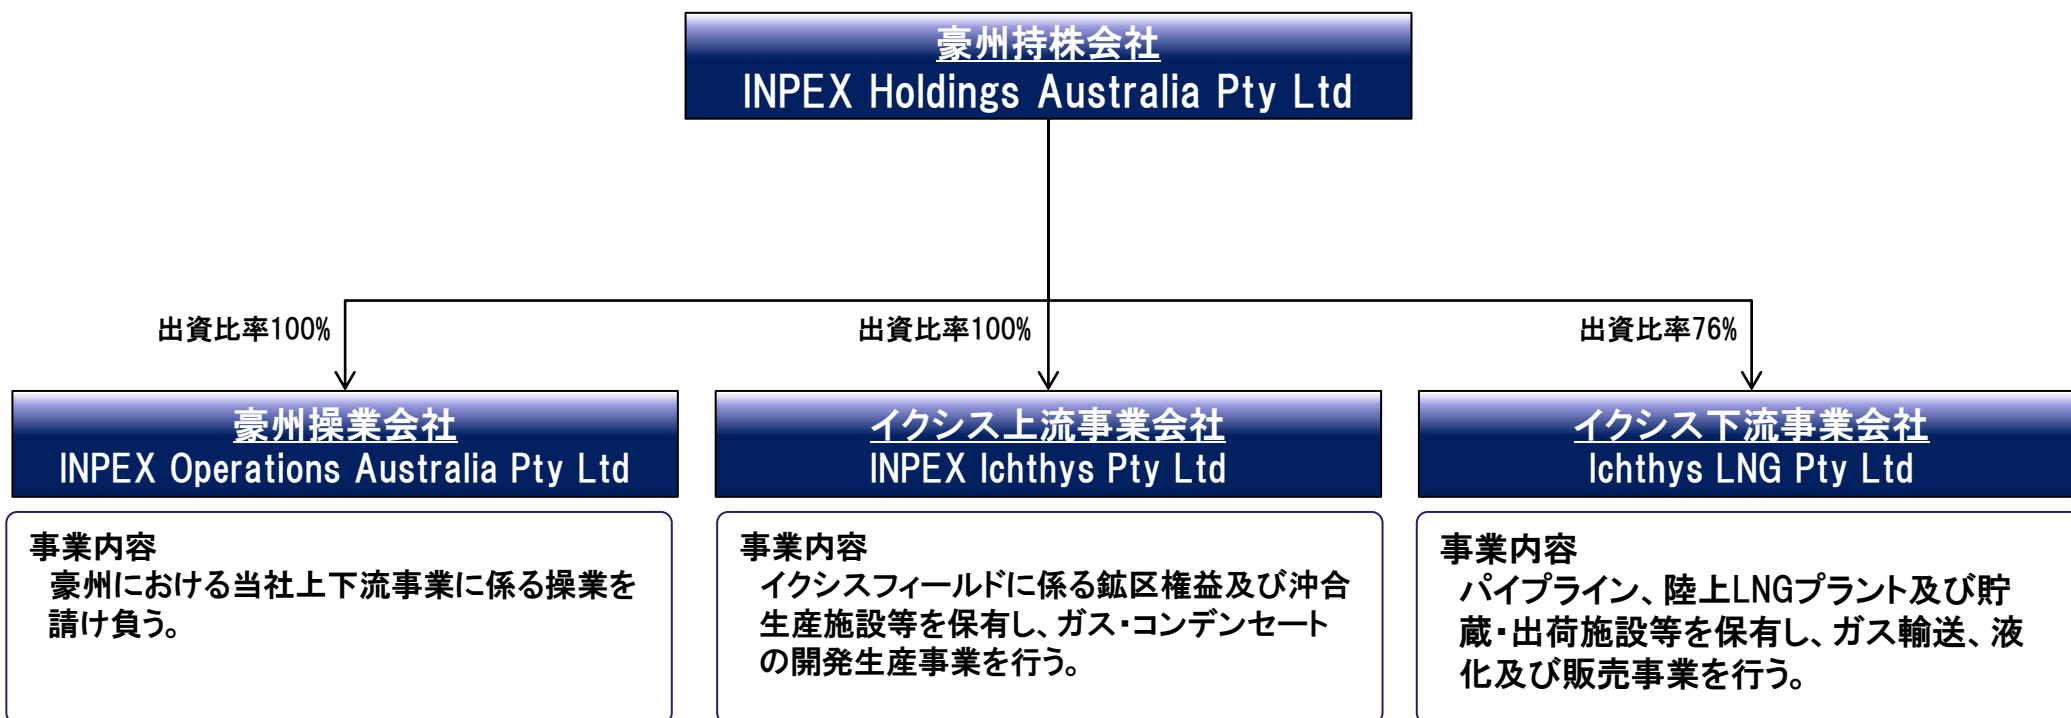 豪州持株会社
INPEX Holdings Australia Pty Ltd
出資比率100%
出資比率100%
出資比率76%
豪州操業会社
INPEX Operations Australia Pty Ltd
事業内容
豪州における当社上下流事業に係る操業を
請け負う。
イクシス上流事業会社
INPEX Ichthys Pty Ltd
事業内容
イクシスフィールドに係る鉱区権益及び沖合
生産施設等を保有し、ガス・コンデンセート
の開発生産事業を行う。
イクシス下流事業会社
Ichthys LNG Pty Ltd
事業内容
パイプライン、陸上LNGプラント及び貯
蔵・出荷施設等を保有し、ガス輸送、液
化及び販売事業を行う。